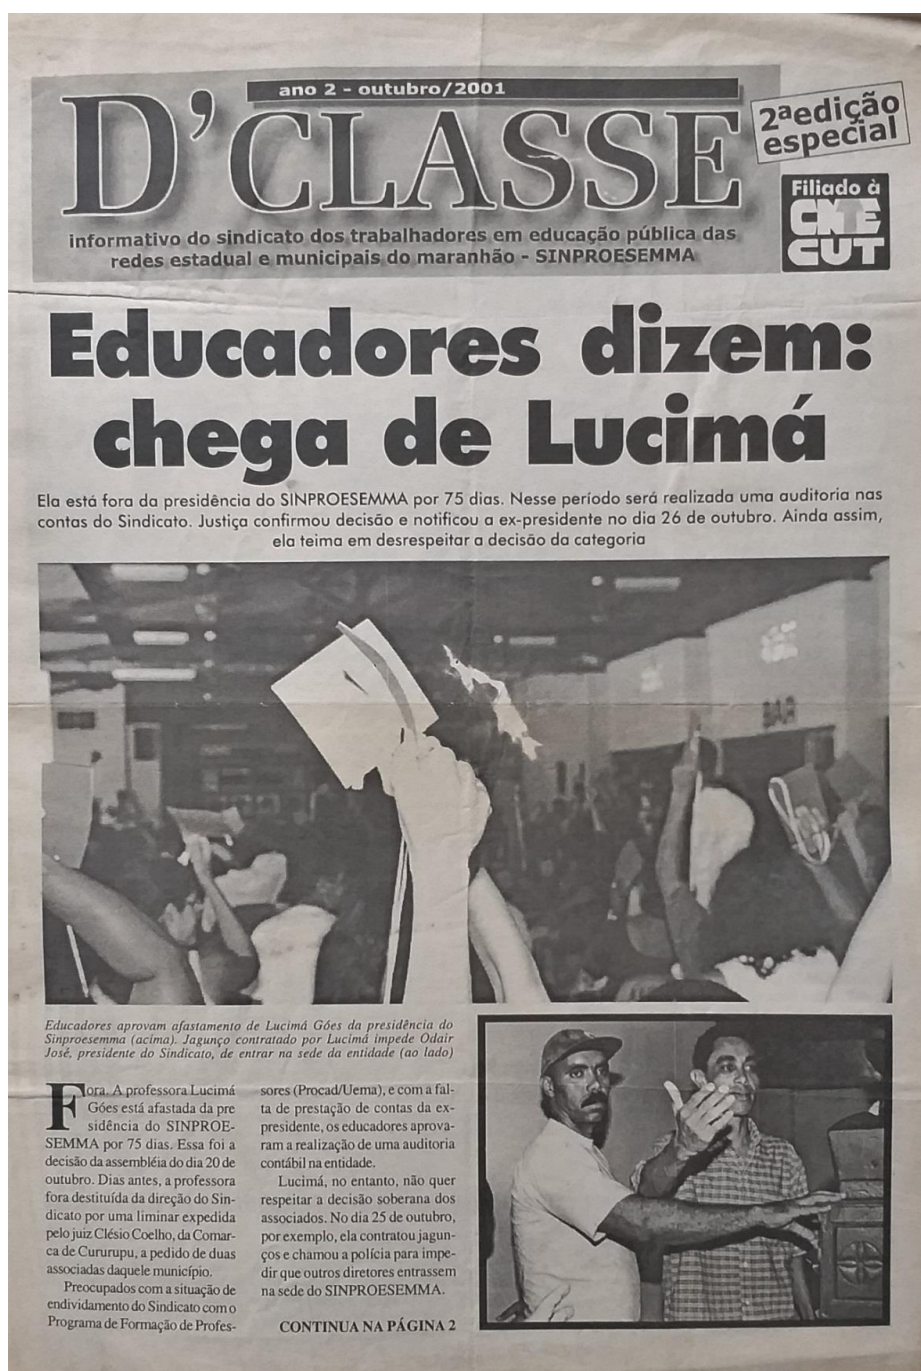 ano 2 - outubro/2001
D'CLASSE
2ªedição
especial
Filiado à
CNTE
CUT
informativo do sindicato dos trabalhadores em educação pública das
redes estadual e municipais do maranhão - SINPROESEMMA
Educadores dizem:
chega de Lucimá
Ela está fora da presidência do SINPROESEMMA por 75 dias. Nesse período será realizada uma auditoria nas
contas do Sindicato. Justiça confirmou decisão e notificou a ex-presidente no dia 26 de outubro. Ainda assim,
ela teima em desrespeitar a decisão da categoria
BAR
Educadores aprovam afastamento de Lucimá Góes da presidência do
Sinproesemma (acima). Jagunço contratado por Lucimá impede Odair
José, presidente do Sindicato, de entrar na sede da entidade (ao lado)
Fora. A professora Lucimá
Góes está afastada da pre
sidência do SINPROE-
SEMMA por 75 dias. Essa foi a
decisão da assembléia do dia 20 de
outubro. Dias antes, a professora
fora destituída da direção do Sin-
dicato por uma liminar expedida
pelo juiz Clésio Coelho, da Comar-
ca de Cururupu, a pedido de duas
associadas daquele município.
Preocupados com a situação de
endividamento do Sindicato com o
Programa de Formação de Profes-
sores (Procad/Uema), e com a fal-
ta de prestação de contas da ex-
presidente, os educadores aprova-
ram a realização de uma auditoria
contábil na entidade.
Lucimá, no entanto, não quer
respeitar a decisão soberana dos
associados. No dia 25 de outubro,
por exemplo, ela contratou jagun-
ços e chamou a polícia para impe-
dir que outros diretores entrassem
na sede do SINPROESEMMA.
CONTINUA NA PÁGINA 2